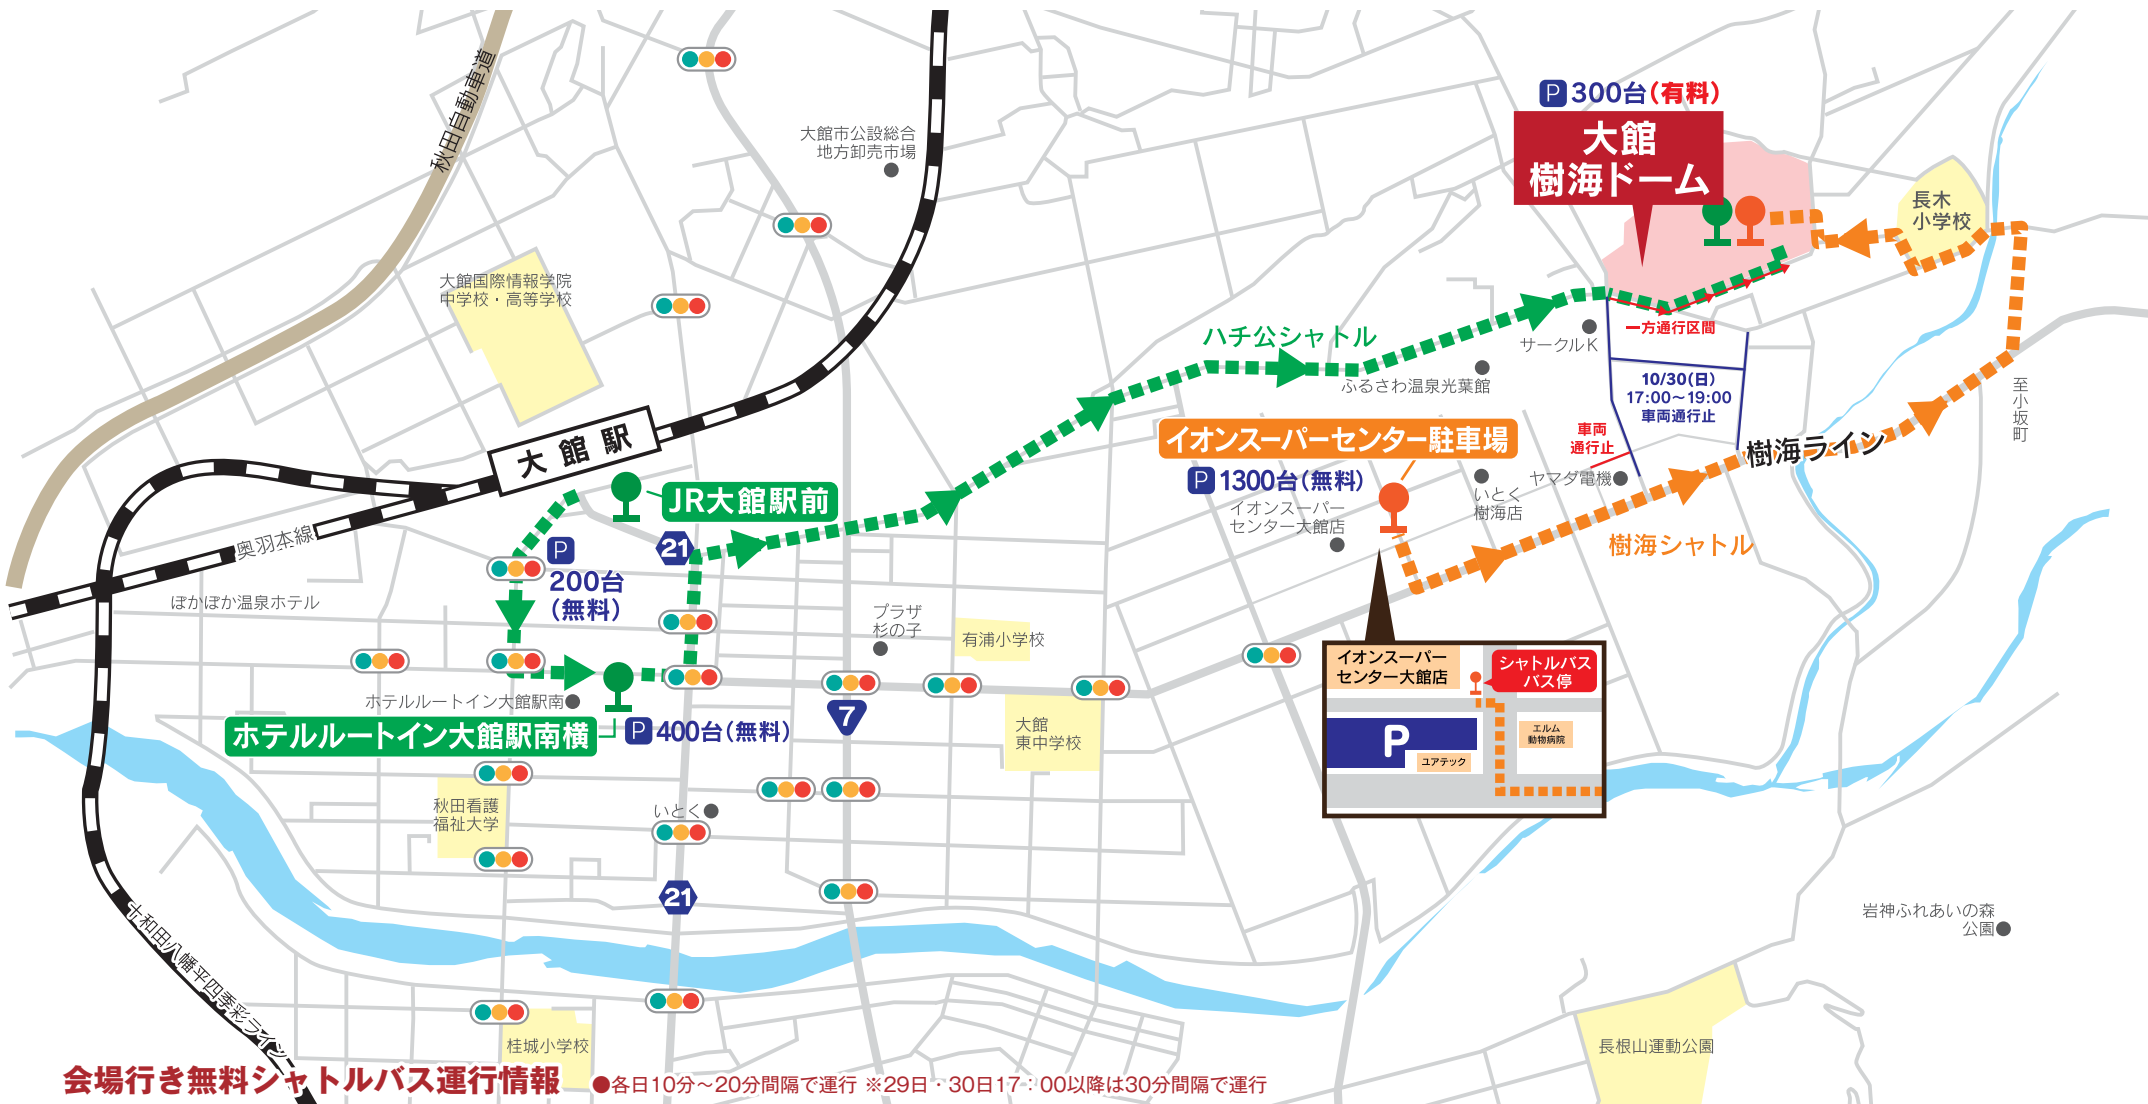 秋田自動車道
大館市公設総合
地方卸売市場
P 300台(有料)
大館
樹海ドーム
長木
小学校
大館国際情報学院
中学校・高等学校
ハチ公シャトル
一方通行区間
サークルK
ふるさわ温泉光葉館
10/30(日)
17:00〜19:00
車両通行止
至小坂町
車両
通行止
樹海ライン
大館駅
イオンスーパーセンター駐車場
P 1300台(無料)
イオンスーパー
センター大館店
いとく
樹海店
ヤマダ電機
樹海シャトル
JR大館駅前
21
奥羽本線
P
200台
(無料)
ぽかぽか温泉ホテル
プラザ
杉の子
有浦小学校
ホテルルートイン大館駅南
ホテルルートイン大館駅南横
P 400台(無料)
7
大館
東中学校
イオンスーパー
センター大館店
シャトルバス
バス停
P
ユアテック
エルム
動物病院
秋田看護
福祉大学
いとく
21
十和田八幡平四季彩ライン
岩神ふれあいの森
公園
桂城小学校
長根山運動公園
会場行き無料シャトルバス運行情報
●各日10分〜20分間隔で運行 ※29日・30日17：00以降は30分間隔で運行